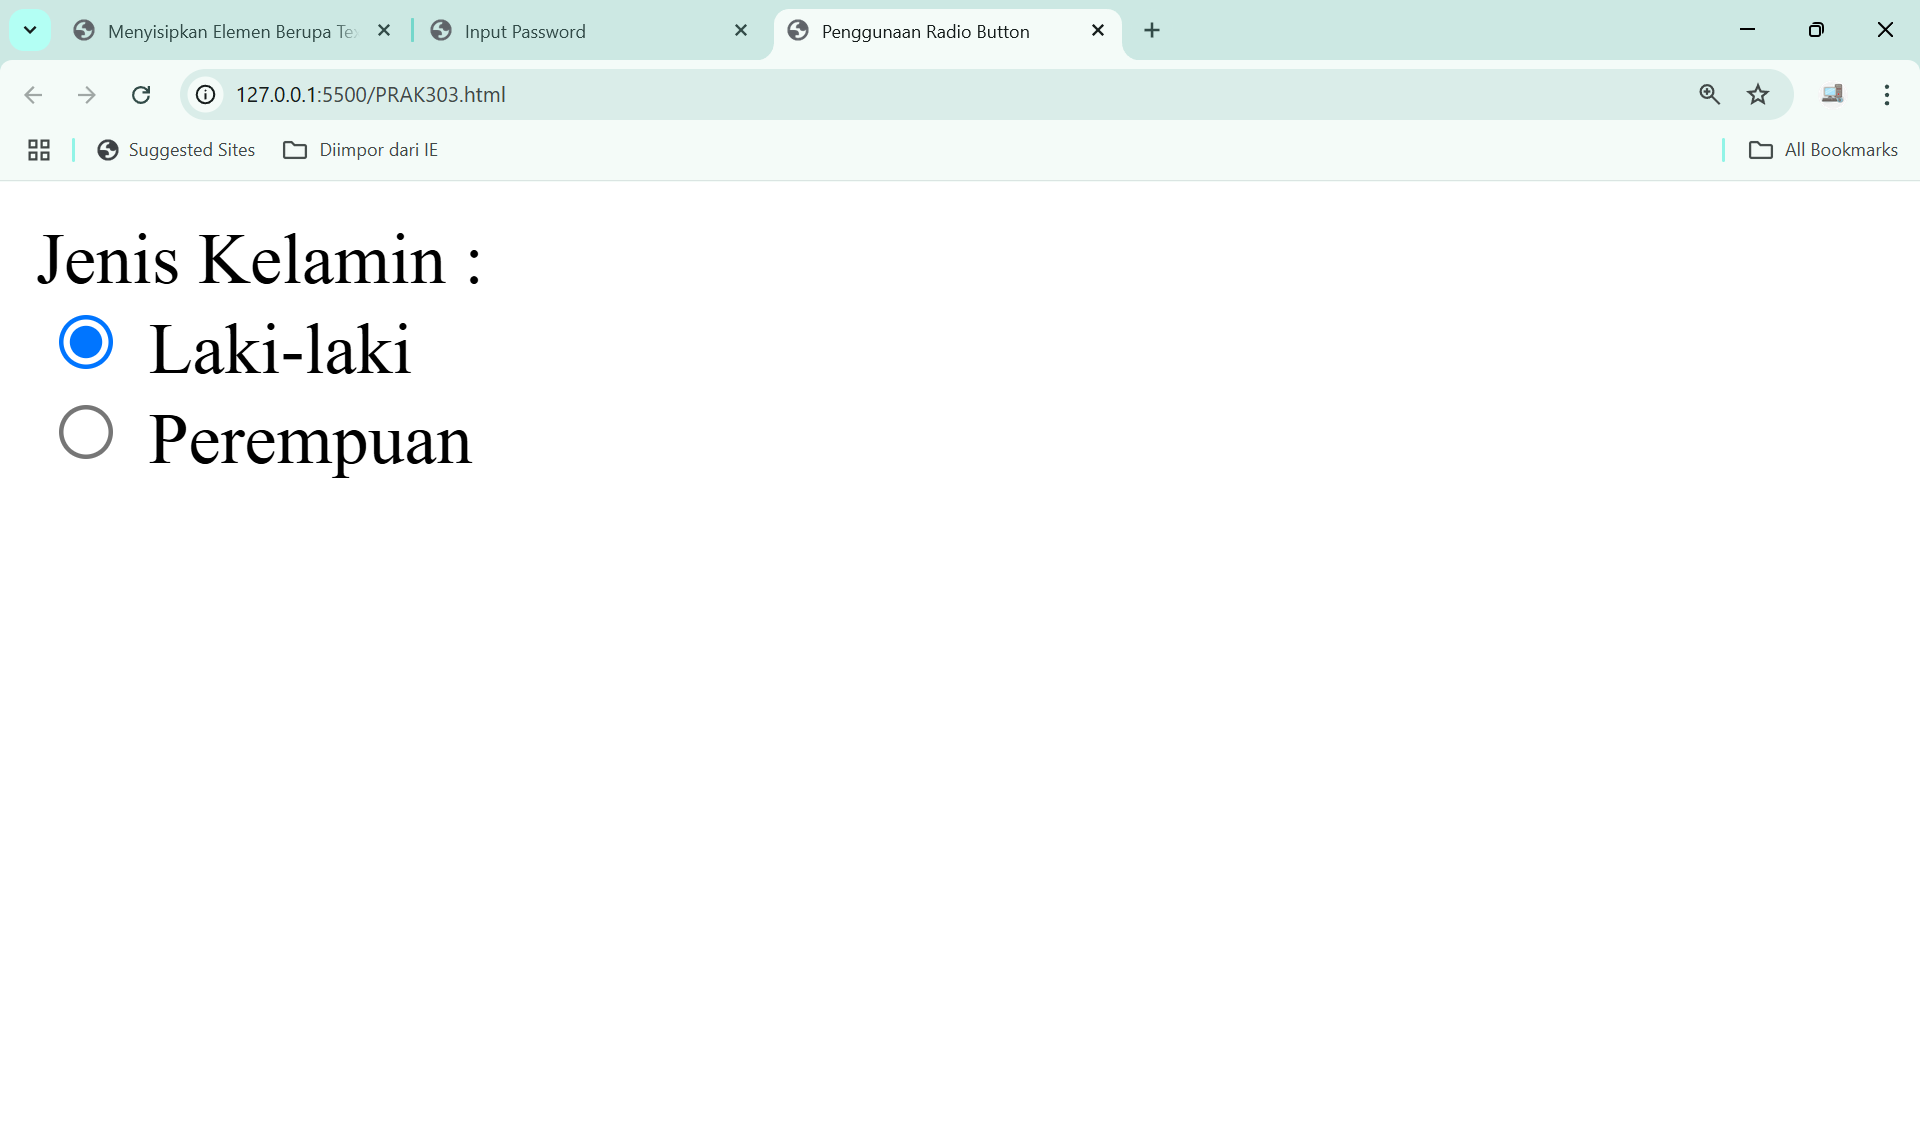 Menyisipkan Elemen Berupa Te
Input Password
Penggunaan Radio Button
127.0.0.1:5500/PRAK303.html
Suggested Sites
Diimpor dari IE
All Bookmarks
Jenis Kelamin :
Laki-laki
Perempuan